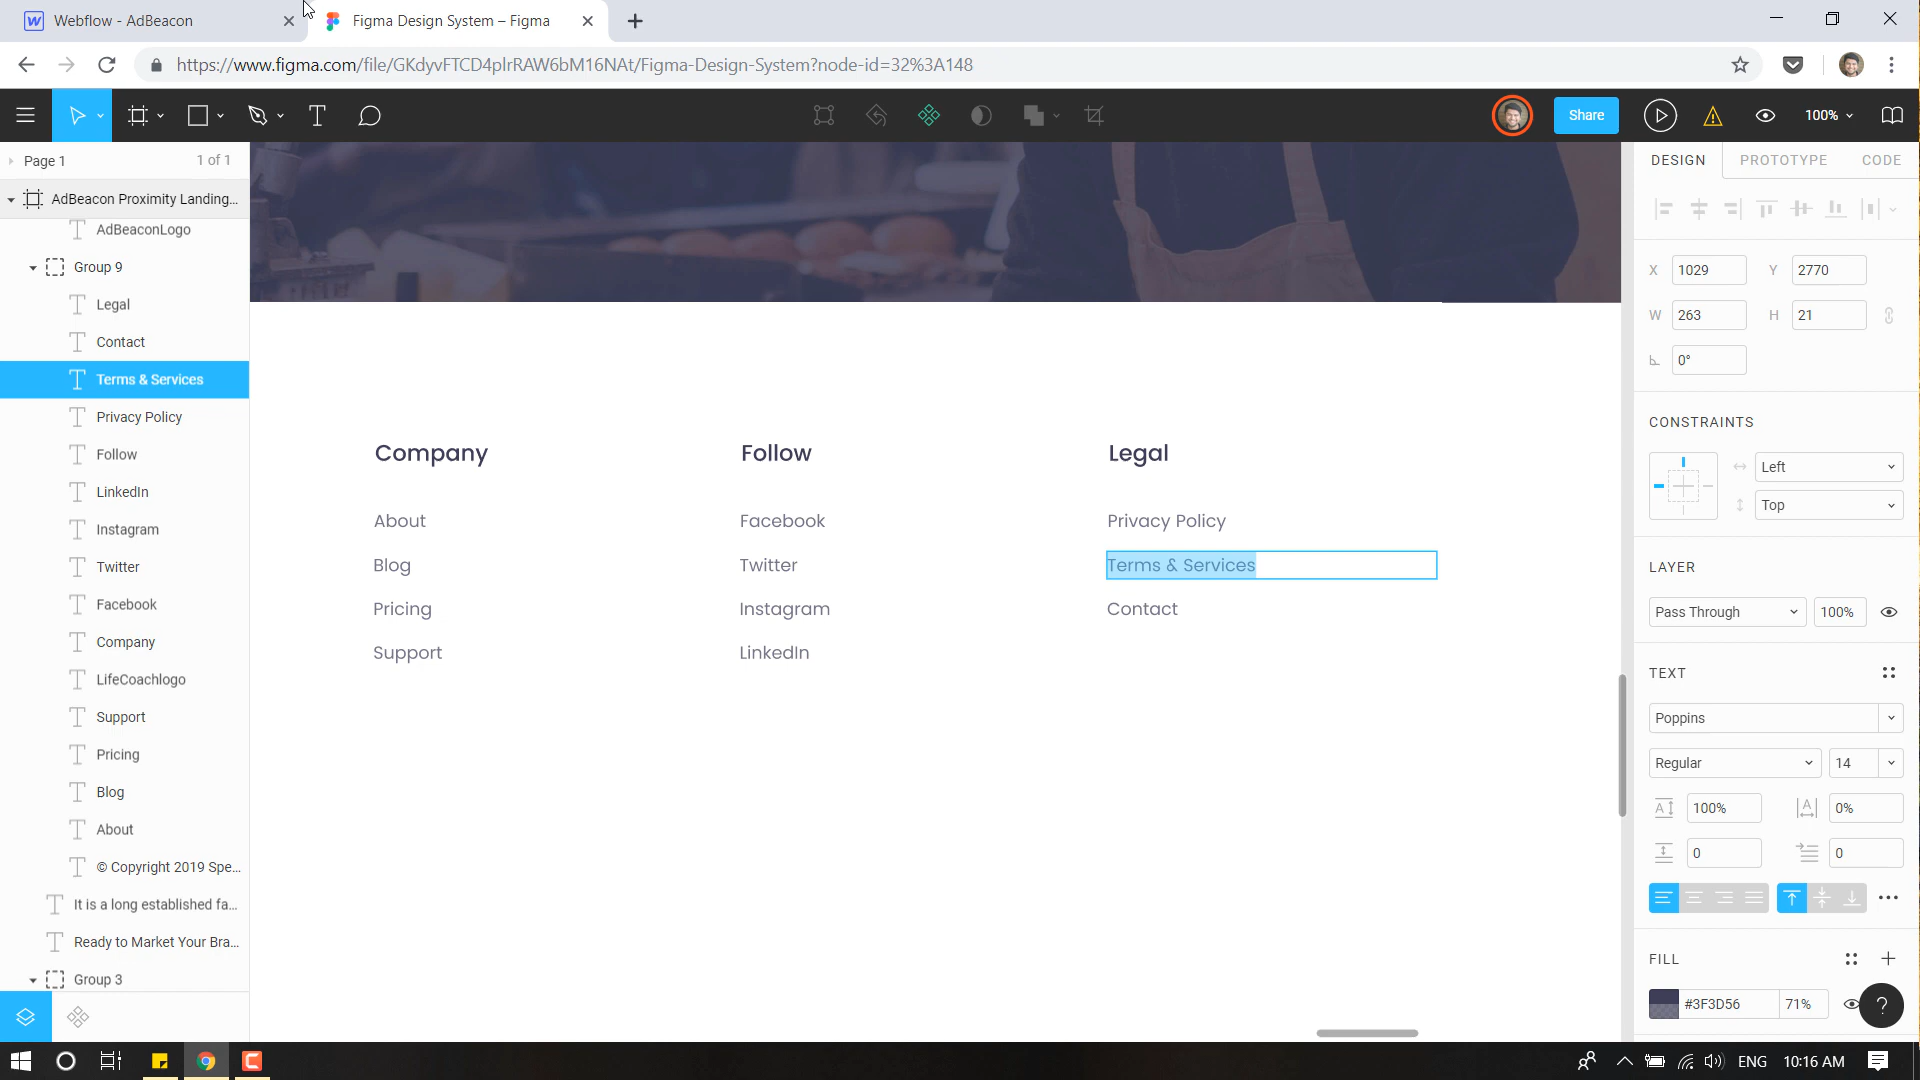 Webflow - AdBeacon
Figma Design System – Figma
https://www.figma.com/file/GKdyvFTCD4plrRAW6bM16NAt/Figma-Design-System?node-id=32%3A148
Share
100%
Page 1
1 of 1
AdBeacon Proximity Landing...
AdBeaconLogo
Group 9
Legal
Contact
Terms & Services
Privacy Policy
Follow
LinkedIn
Instagram
Twitter
Facebook
Company
LifeCoachlogo
Support
Pricing
Blog
About
© Copyright 2019 Spe...
It is a long established fa...
Ready to Market Your Bra...
Group 3
Company
About
Blog
Pricing
Support
Follow
Facebook
Twitter
Instagram
LinkedIn
Legal
Privacy Policy
Terms & Services
Contact
DESIGN
PROTOTYPE
CODE
X 1029 Y 2770
W 263 H 21
0°
CONSTRAINTS
Left
Top
LAYER
Pass Through 100%
TEXT
Poppins
Regular 14
100% 0%
0 0
FILL
#3F3D56 71%
?
ENG 10:16 AM